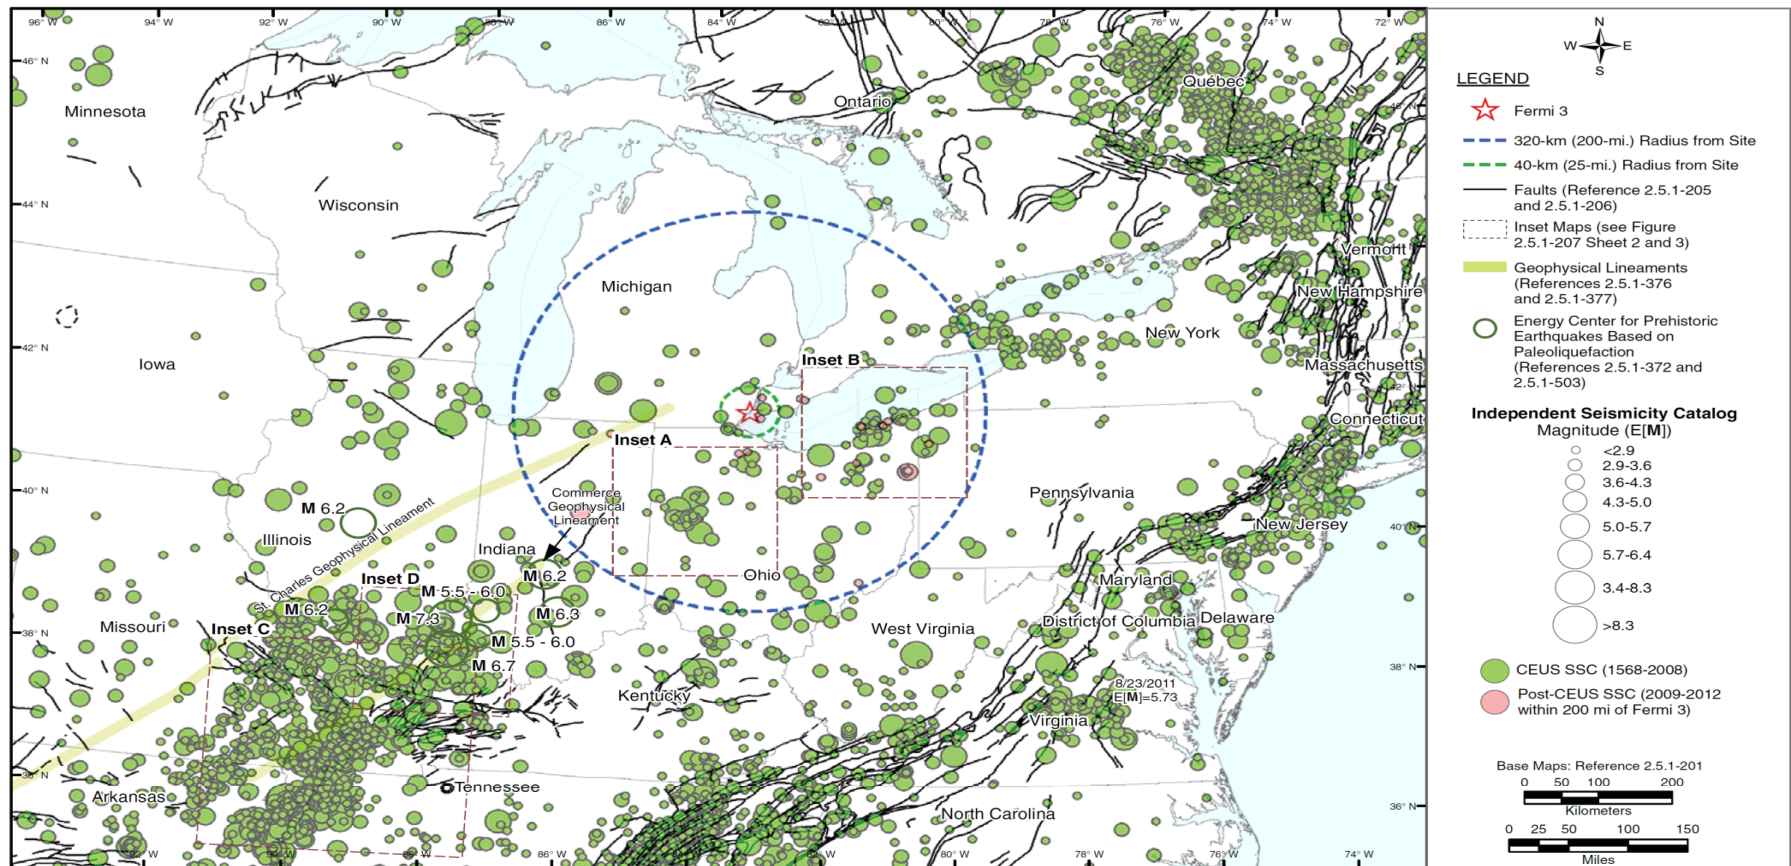 96° W
94° W
92° W
90° W
88° W
86° W
84° W
82° W
80° W
78° W
76° W
74° W
72° W
46° W
44° W
42° W
40° W
38° W
Minnesota
Wisconsin
Iowa
Michigan
Ontario
Québec
Vermont
New Hampshire
New York
Massachusetts
Connecticut
Inset B
Inset A
Commerce
Geophysical
Lineament
M 6.2
Illinois
St. Charles Geophysical Lineament
Indiana
Pennsylvania
New Jersey
40° N
Inset D
M 6.2
M 5.5 - 6.0
Ohio
Maryland
M 6.2
M 7.3
M 6.3
Missouri
Inset C
M 5.5 - 6.0
West Virginia
District of Columbia
Delaware
M 6.7
38° N
Kentucky
8/23/2011
E[M]=5.73
Virginia
Arkansas
Tennessee
North Carolina
36° N
86° W
80° W
78° W
76° W
74° W
N
W
E
S
LEGEND
Fermi 3
320-km (200-mi.) Radius from Site
40-km (25-mi.) Radius from Site
Faults (Reference 2.5.1-205
and 2.5.1-206)
Inset Maps (see Figure
2.5.1-207 Sheet 2 and 3)
Geophysical Lineaments
(References 2.5.1-376
and 2.5.1-377)
Energy Center for Prehistoric
Earthquakes Based on
Paleoliquefaction
(References 2.5.1-372 and
2.5.1-503)
Independent Seismicity Catalog
Magnitude (E[M])
<2.9
2.9-3.6
3.6-4.3
4.3-5.0
5.0-5.7
5.7-6.4
3.4-8.3
>8.3
CEUS SSC (1568-2008)
Post-CEUS SSC (2009-2012
within 200 mi of Fermi 3)
Base Maps: Reference 2.5.1-201
0 50 100 200
Kilometers
0 25 50 100 150
Miles